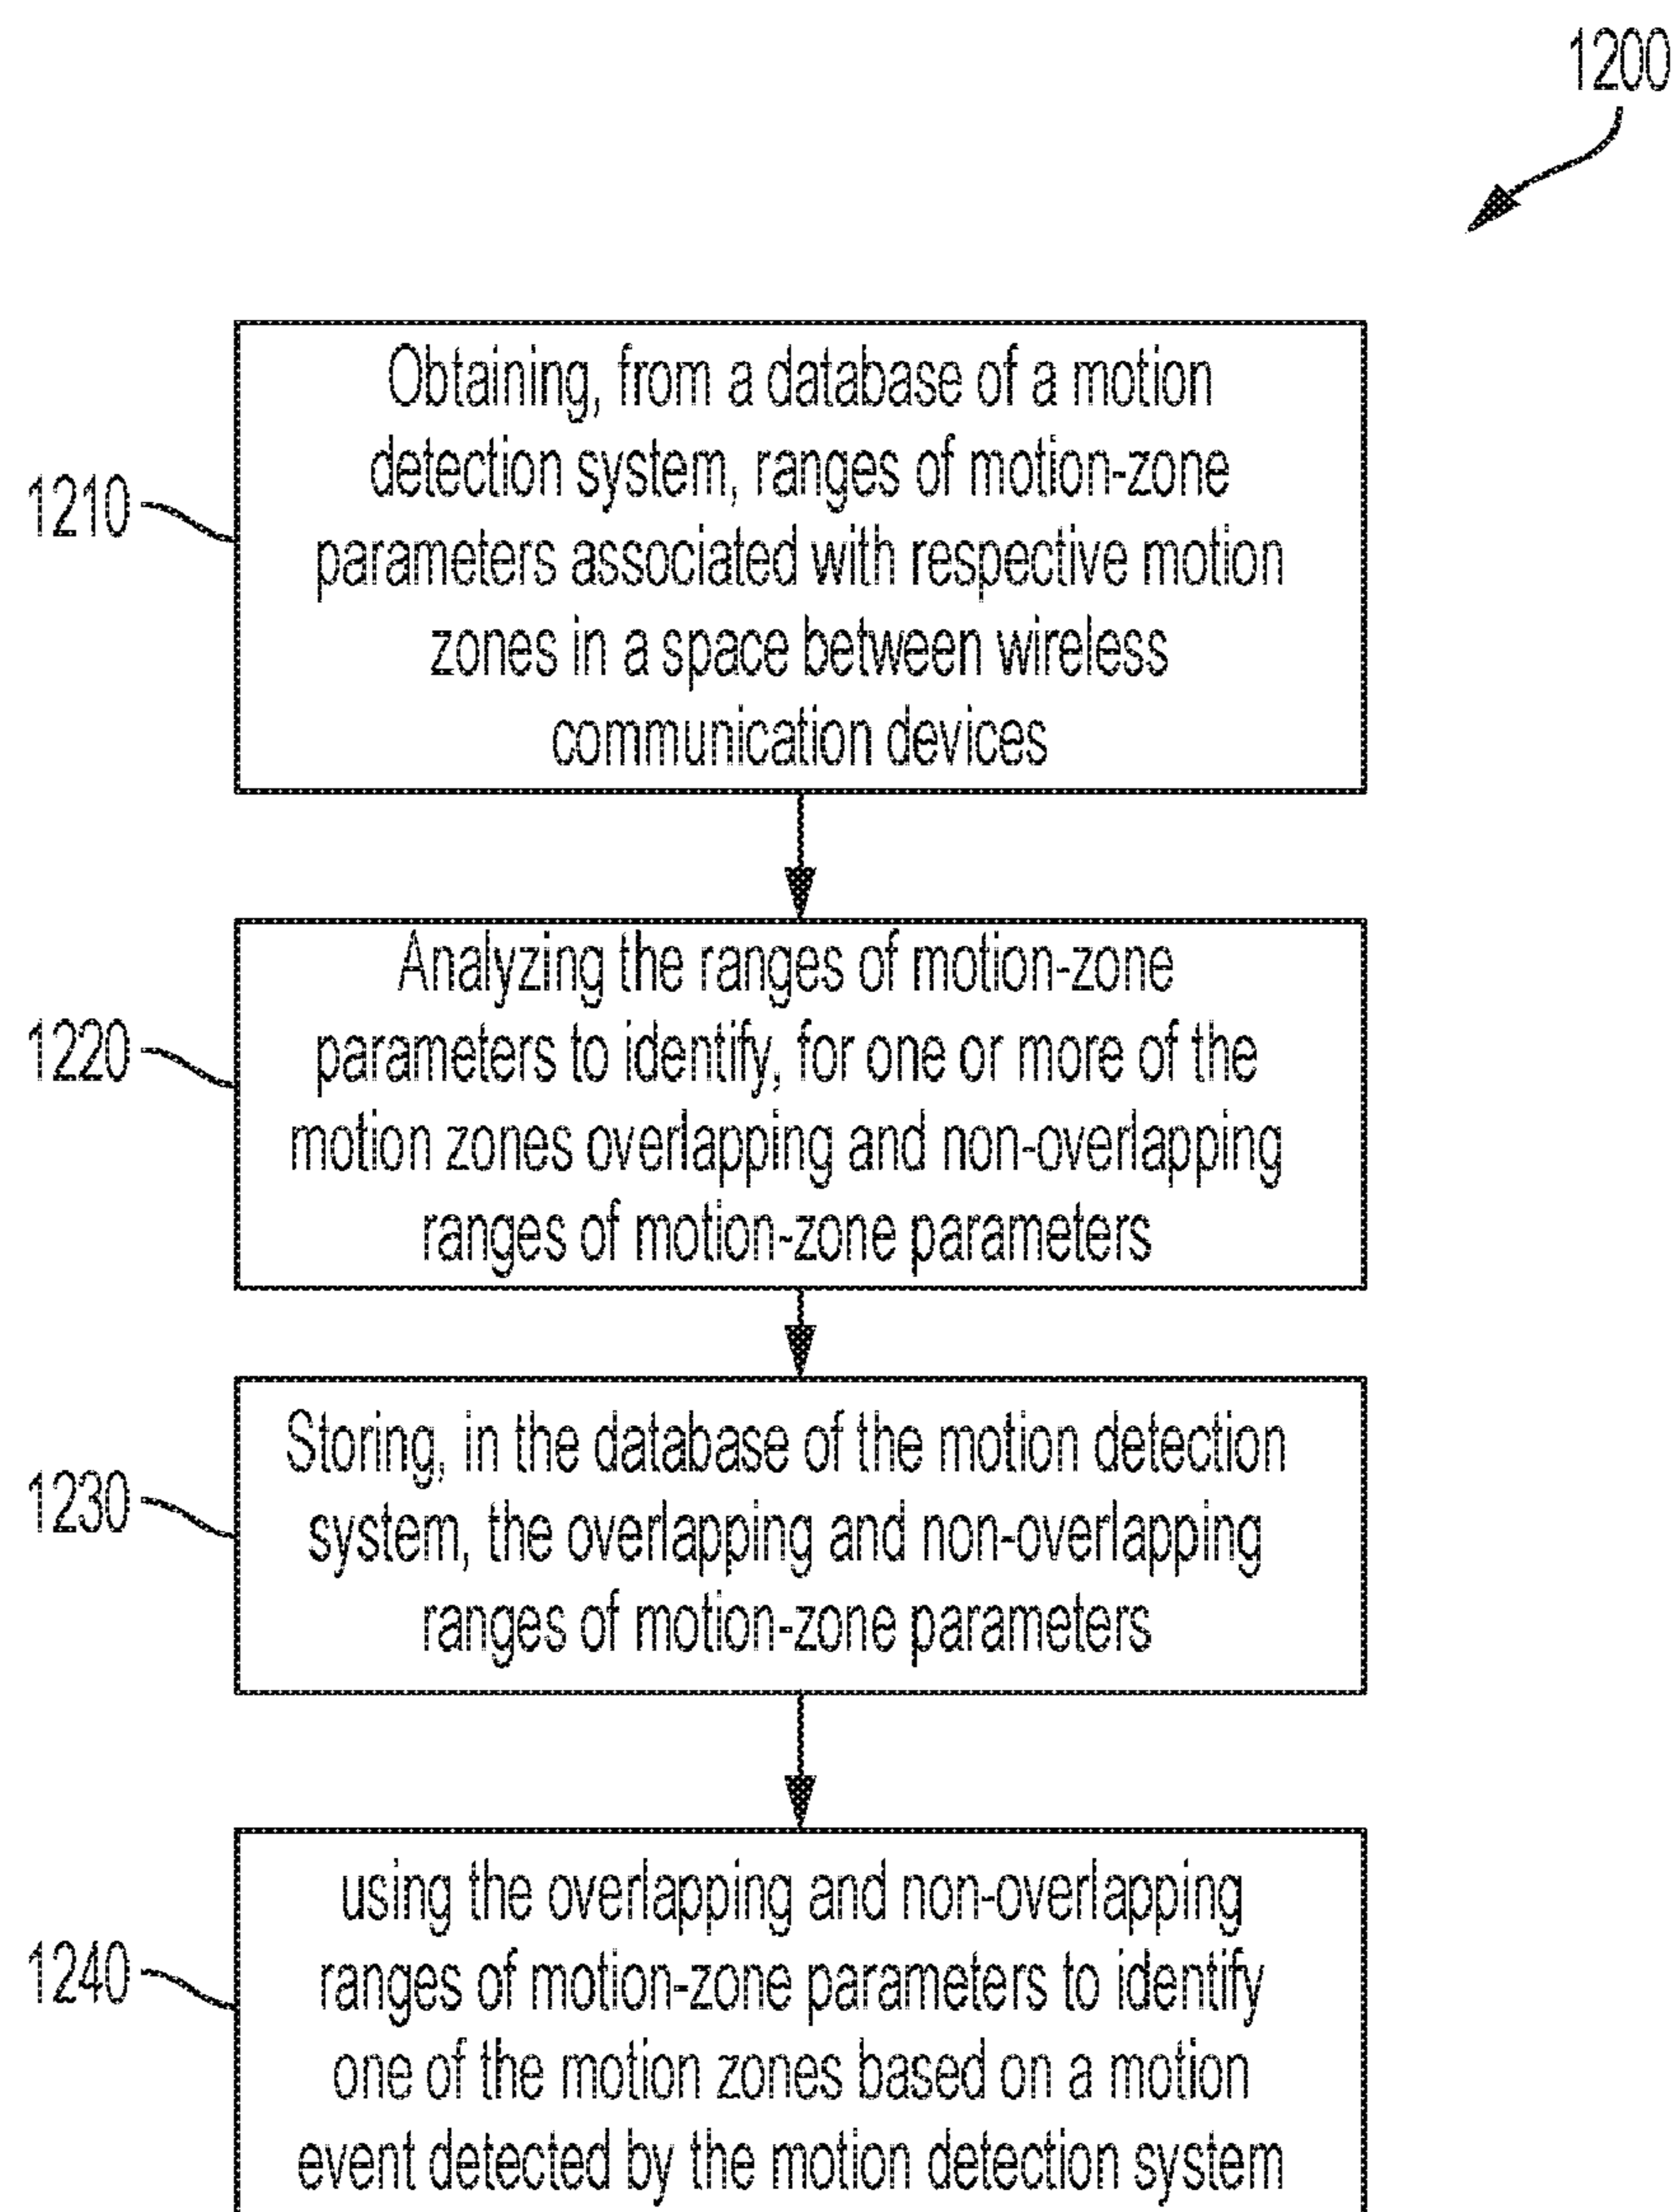 1200
Obtaining, from a database of a motion
detection system, ranges of motion-zone
parameters associated with respective motion
zones in a space between wireless
communication devices
1210
Analyzing the ranges of motion-zone
parameters to identify, for one or more of the
motion zones overlapping and non-overlapping
ranges of motion-zone parameters
1220
Storing, in the database of the motion detection
system, the overlapping and non-overlapping
ranges of motion-zone parameters
1230
using the overlapping and non-overlapping
ranges of motion-zone parameters to identify
one of the motion zones based on a motion
event detected by the motion detection system
1240